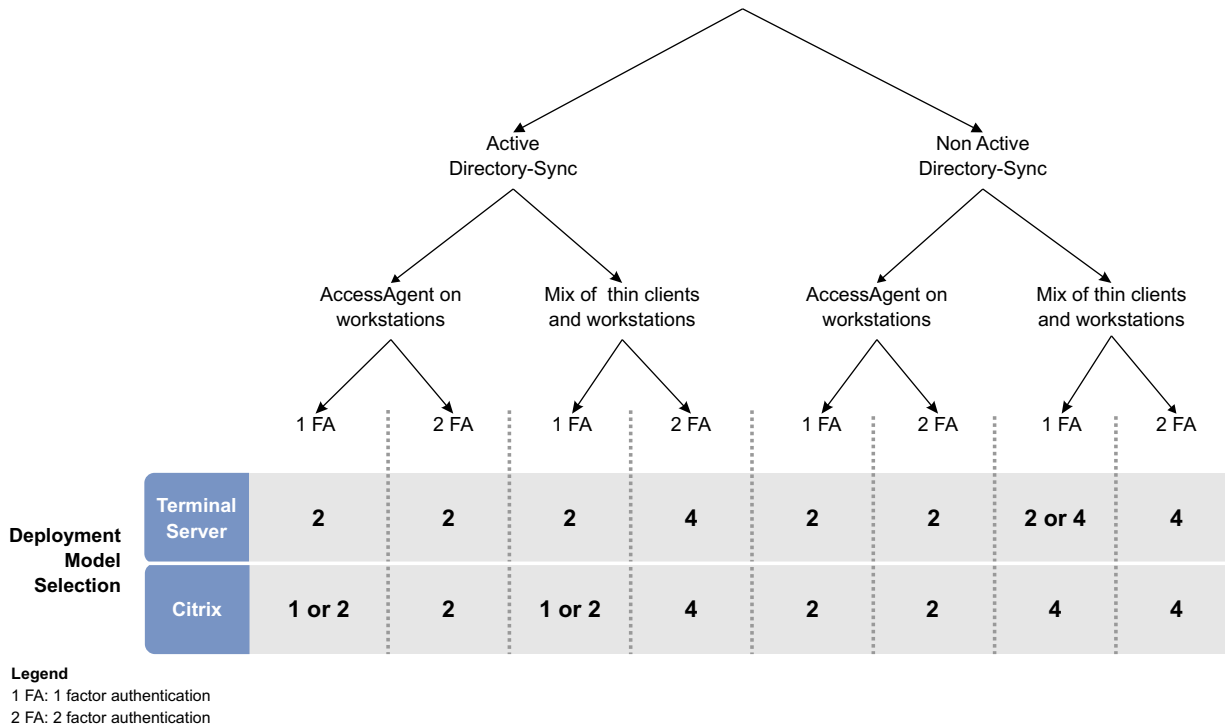 Active
Directory-Sync
Non Active
Directory-Sync
AccessAgent on
workstations
Mix of thin clients
and workstations
AccessAgent on
workstations
Mix of thin clients
and workstations
1 FA
2 FA
1 FA
2 FA
1 FA
2 FA
1 FA
2 FA
Deployment
Model
Selection
Terminal
Server
2
2
2
4
2
2
2 or 4
4
Citrix
1 or 2
2
1 or 2
4
2
2
4
4
Legend
1 FA: 1 factor authentication
2 FA: 2 factor authentication